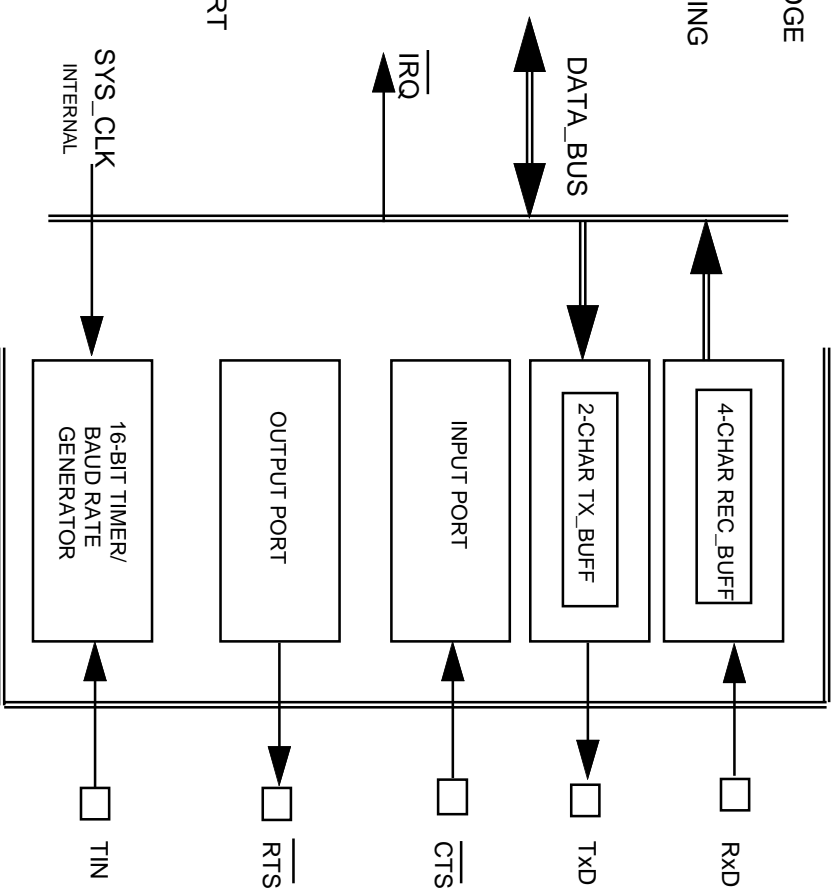 DGE
4-CHAR REC_BUFF
RxD
ING
DATA_BUS
2-CHAR TX_BUFF
TxD
INPUT PORT
CTS
IRQ
OUTPUT PORT
RTS
RT
SYS_CLK
INTERNAL
16-BIT TIMER/
BAUD RATE
GENERATOR
TIN